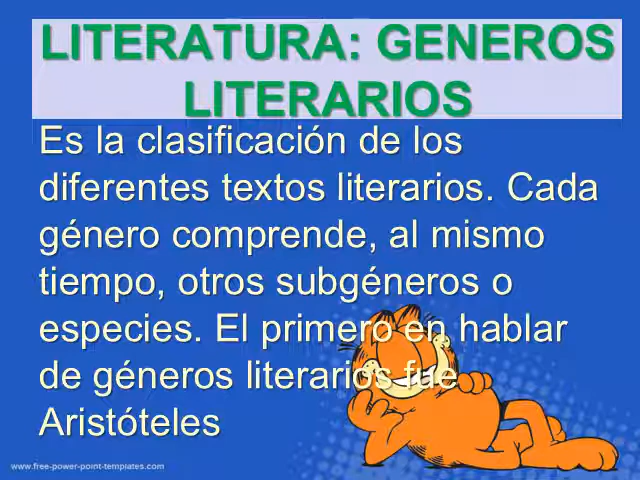 LITERATURA: GENEROS
LITERARIOS
Es la clasificación de los
diferentes textos literarios. Cada
género comprende, al mismo
tiempo, otros subgéneros o
especies. El primero en hablar
de géneros literarios fue
Aristóteles
www.free-power-point-templates.com